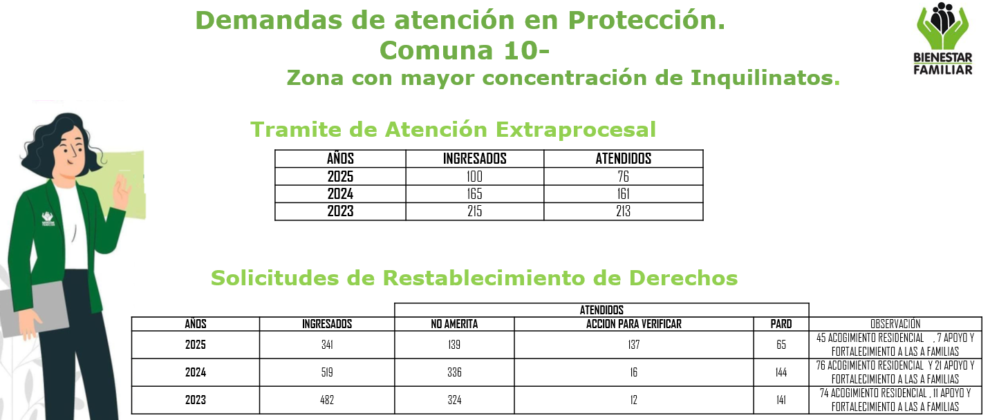 Demandas de atención en Protección.
Comuna 10-
Zona con mayor concentración de Inquilinatos.
BIENESTAR
FAMILIAR
Tramite de Atención Extraprocesal
AÑOS INGRESADOS ATENDIDOS
2025 100 76
2024 165 161
2023 215 213
BIENESTAR
FAMILIAR
Solicitudes de Restablecimiento de Derechos
ATENDIDOS
AÑOS INGRESADOS NO AMERITA ACCION PARA VERIFICAR PARD OBSERVACIÓN
2025 341 139 137 65 45 ACOGIMIENTO RESIDENCIAL , 7 APOYO Y
FORTALECIMIENTO A LAS A FAMILIAS
2024 519 336 16 144 76 ACOGIMIENTO RESIDENCIAL Y 21 APOYO Y
FORTALECIMIENTO A LAS A FAMILIAS
2023 482 324 12 141 74 ACOGIMIENTO RESIDENCIAL , 11 APOYO Y
FORTALECIMIENTO A LAS A FAMILIAS